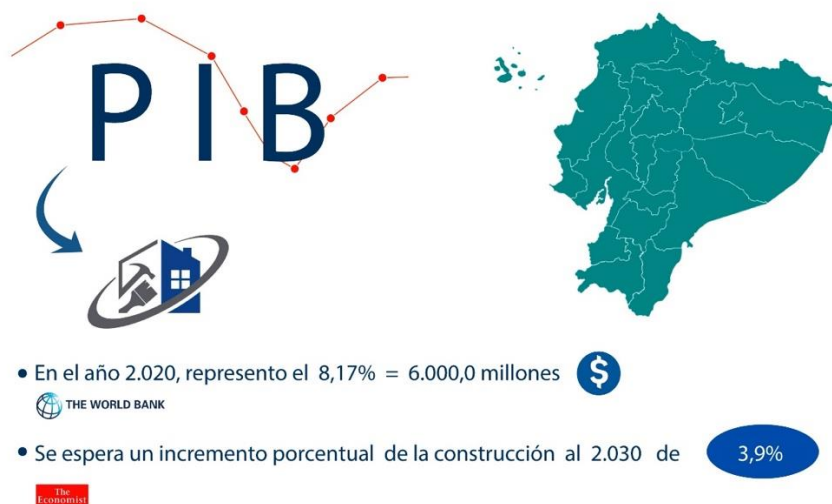 PIB
• En el año 2.020, represento el 8,17% = 6.000,0 millones $
THE WORLD BANK
• Se espera un incremento porcentual de la construcción al 2.030 de 3,9%
The
Economist